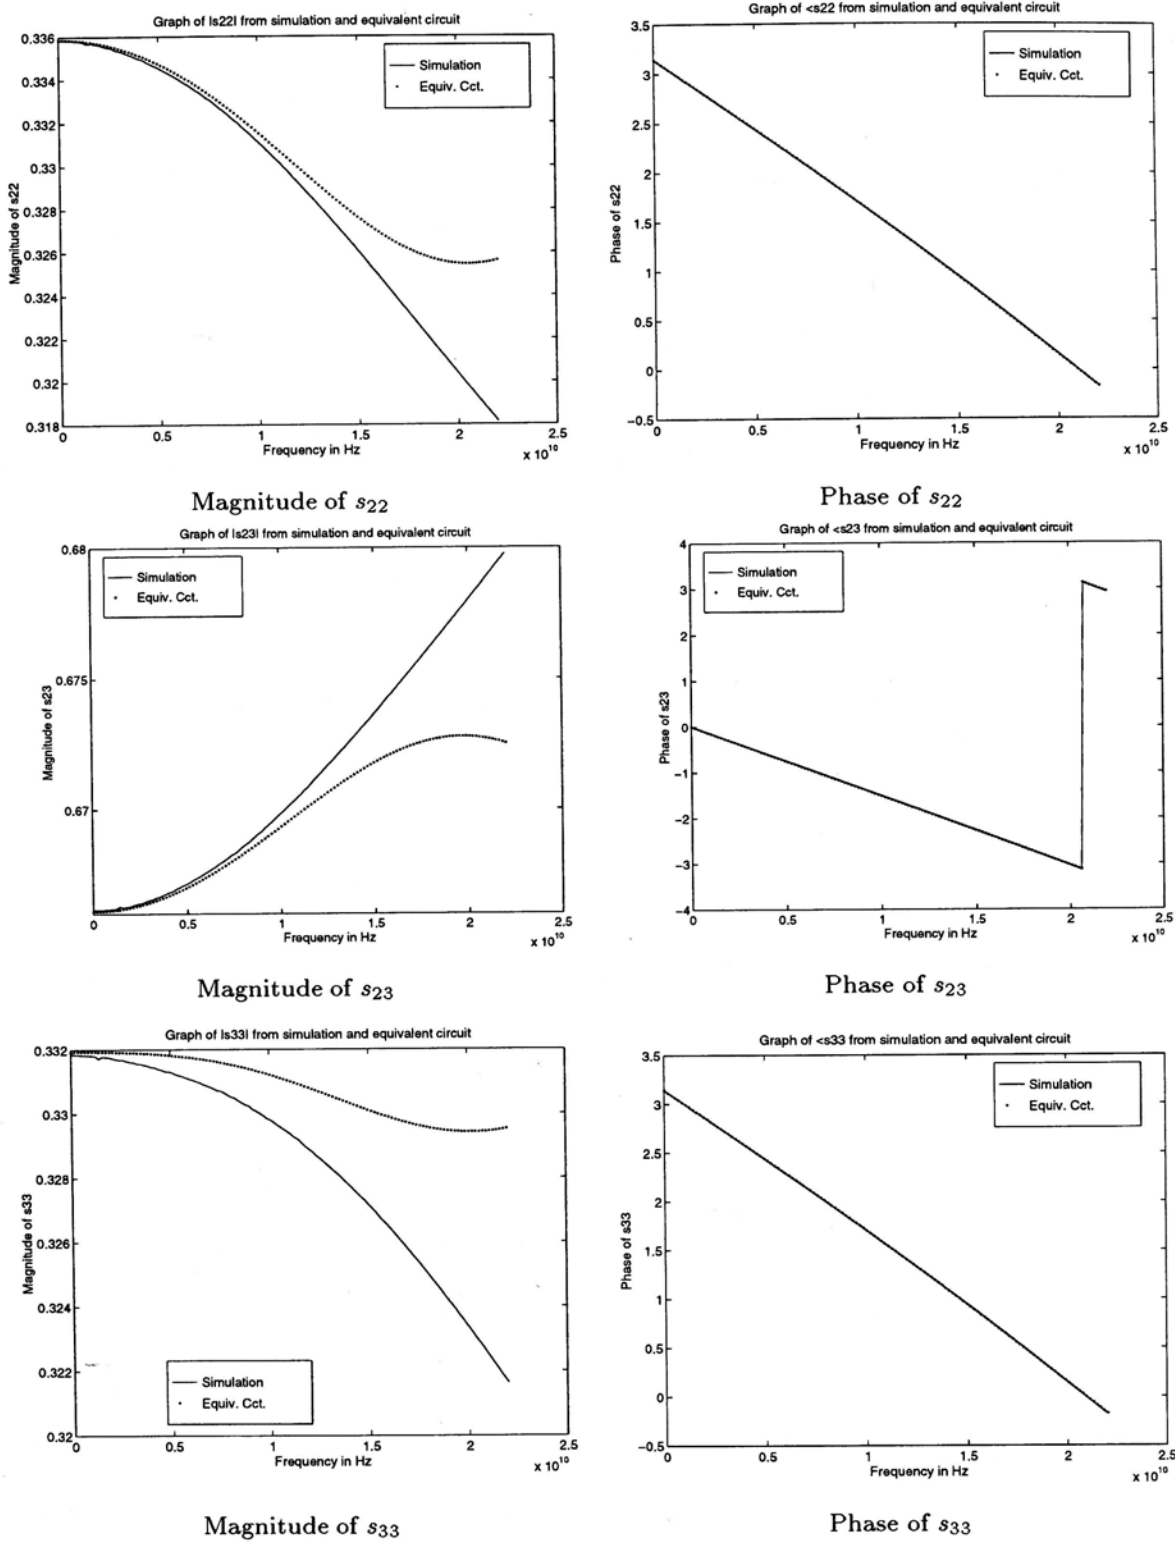 Graph of |s22| from simulation and equivalent circuit
0.336
0.334
0.332
0.33
0.328
0.326
0.324
0.322
0.32
0.318
Magnitude of s22
Simulation
Equiv. Cct.
0
0.5
1
1.5
2
2.5
Frequency in Hz
x 10^10
Magnitude of s22
Graph of <s22 from simulation and equivalent circuit
3.5
3
2.5
2
1.5
1
0.5
0
−0.5
Phase of s22
Simulation
Equiv. Cct.
0
0.5
1
1.5
2
2.5
Frequency in Hz
x 10^10
Phase of s22
Graph of |s23| from simulation and equivalent circuit
0.68
0.675
0.67
Magnitude of s23
Simulation
Equiv. Cct.
0
0.5
1
1.5
2
2.5
Frequency in Hz
x 10^10
Magnitude of s23
Graph of <s23 from simulation and equivalent circuit
4
3
2
1
0
−1
−2
−3
−4
Phase of s23
Simulation
Equiv. Cct.
0
0.5
1
1.5
2
2.5
Frequency in Hz
x 10^10
Phase of s23
Graph of |s33| from simulation and equivalent circuit
0.332
0.33
0.328
0.326
0.324
0.322
0.32
Magnitude of s33
Simulation
Equiv. Cct.
0
0.5
1
1.5
2
2.5
Frequency in Hz
x 10^10
Magnitude of s33
Graph of <s33 from simulation and equivalent circuit
3.5
3
2.5
2
1.5
1
0.5
0
−0.5
Phase of s33
Simulation
Equiv. Cct.
0
0.5
1
1.5
2
2.5
Frequency in Hz
x 10^10
Phase of s33